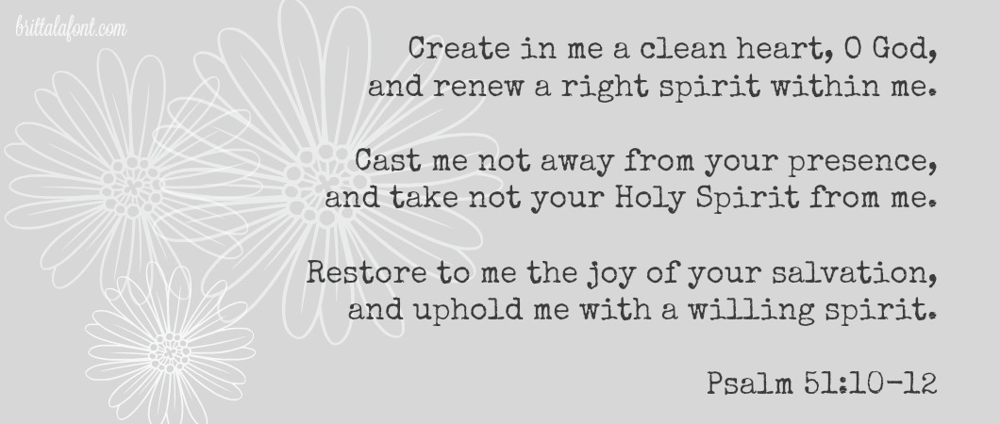 brittalafont.com
Create in me a clean heart, O God,
and renew a right spirit within me.
Cast me not away from your presence,
and take not your Holy Spirit from me.
Restore to me the joy of your salvation,
and uphold me with a willing spirit.
Psalm 51:10-12